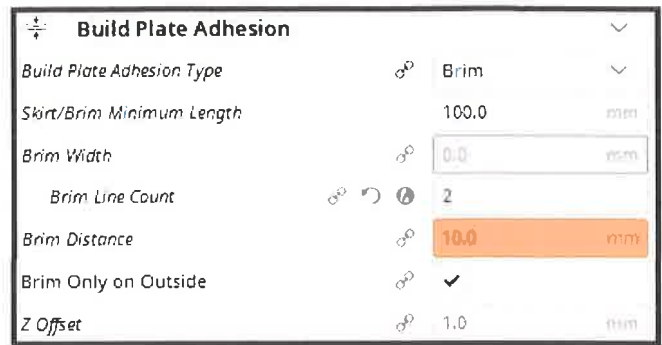 Build Plate Adhesion
Build Plate Adhesion Type Brim
Skirt/Brim Minimum Length 100.0 mm
Brim Width 0.0 mm
Brim Line Count 2
Brim Distance 10.0 mm
Brim Only on Outside
Z Offset 1.0 mm